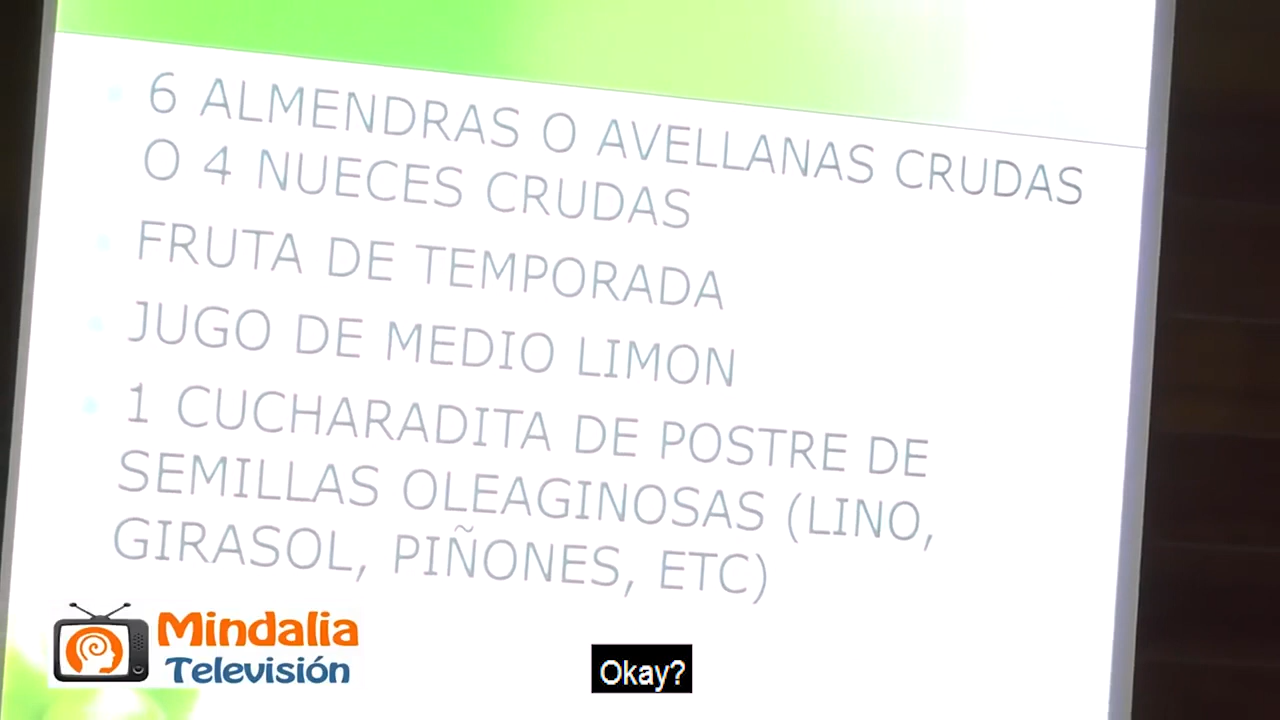 6 ALMENDRAS O AVELLANAS CRUDAS
O 4 NUECES CRUDAS
FRUTA DE TEMPORADA
JUGO DE MEDIO LIMON
1 CUCHARADITA DE POSTRE DE
SEMILLAS OLEAGINOSAS (LINO,
GIRASOL, PIÑONES, ETC)
Mindalia
Televisión
Okay?